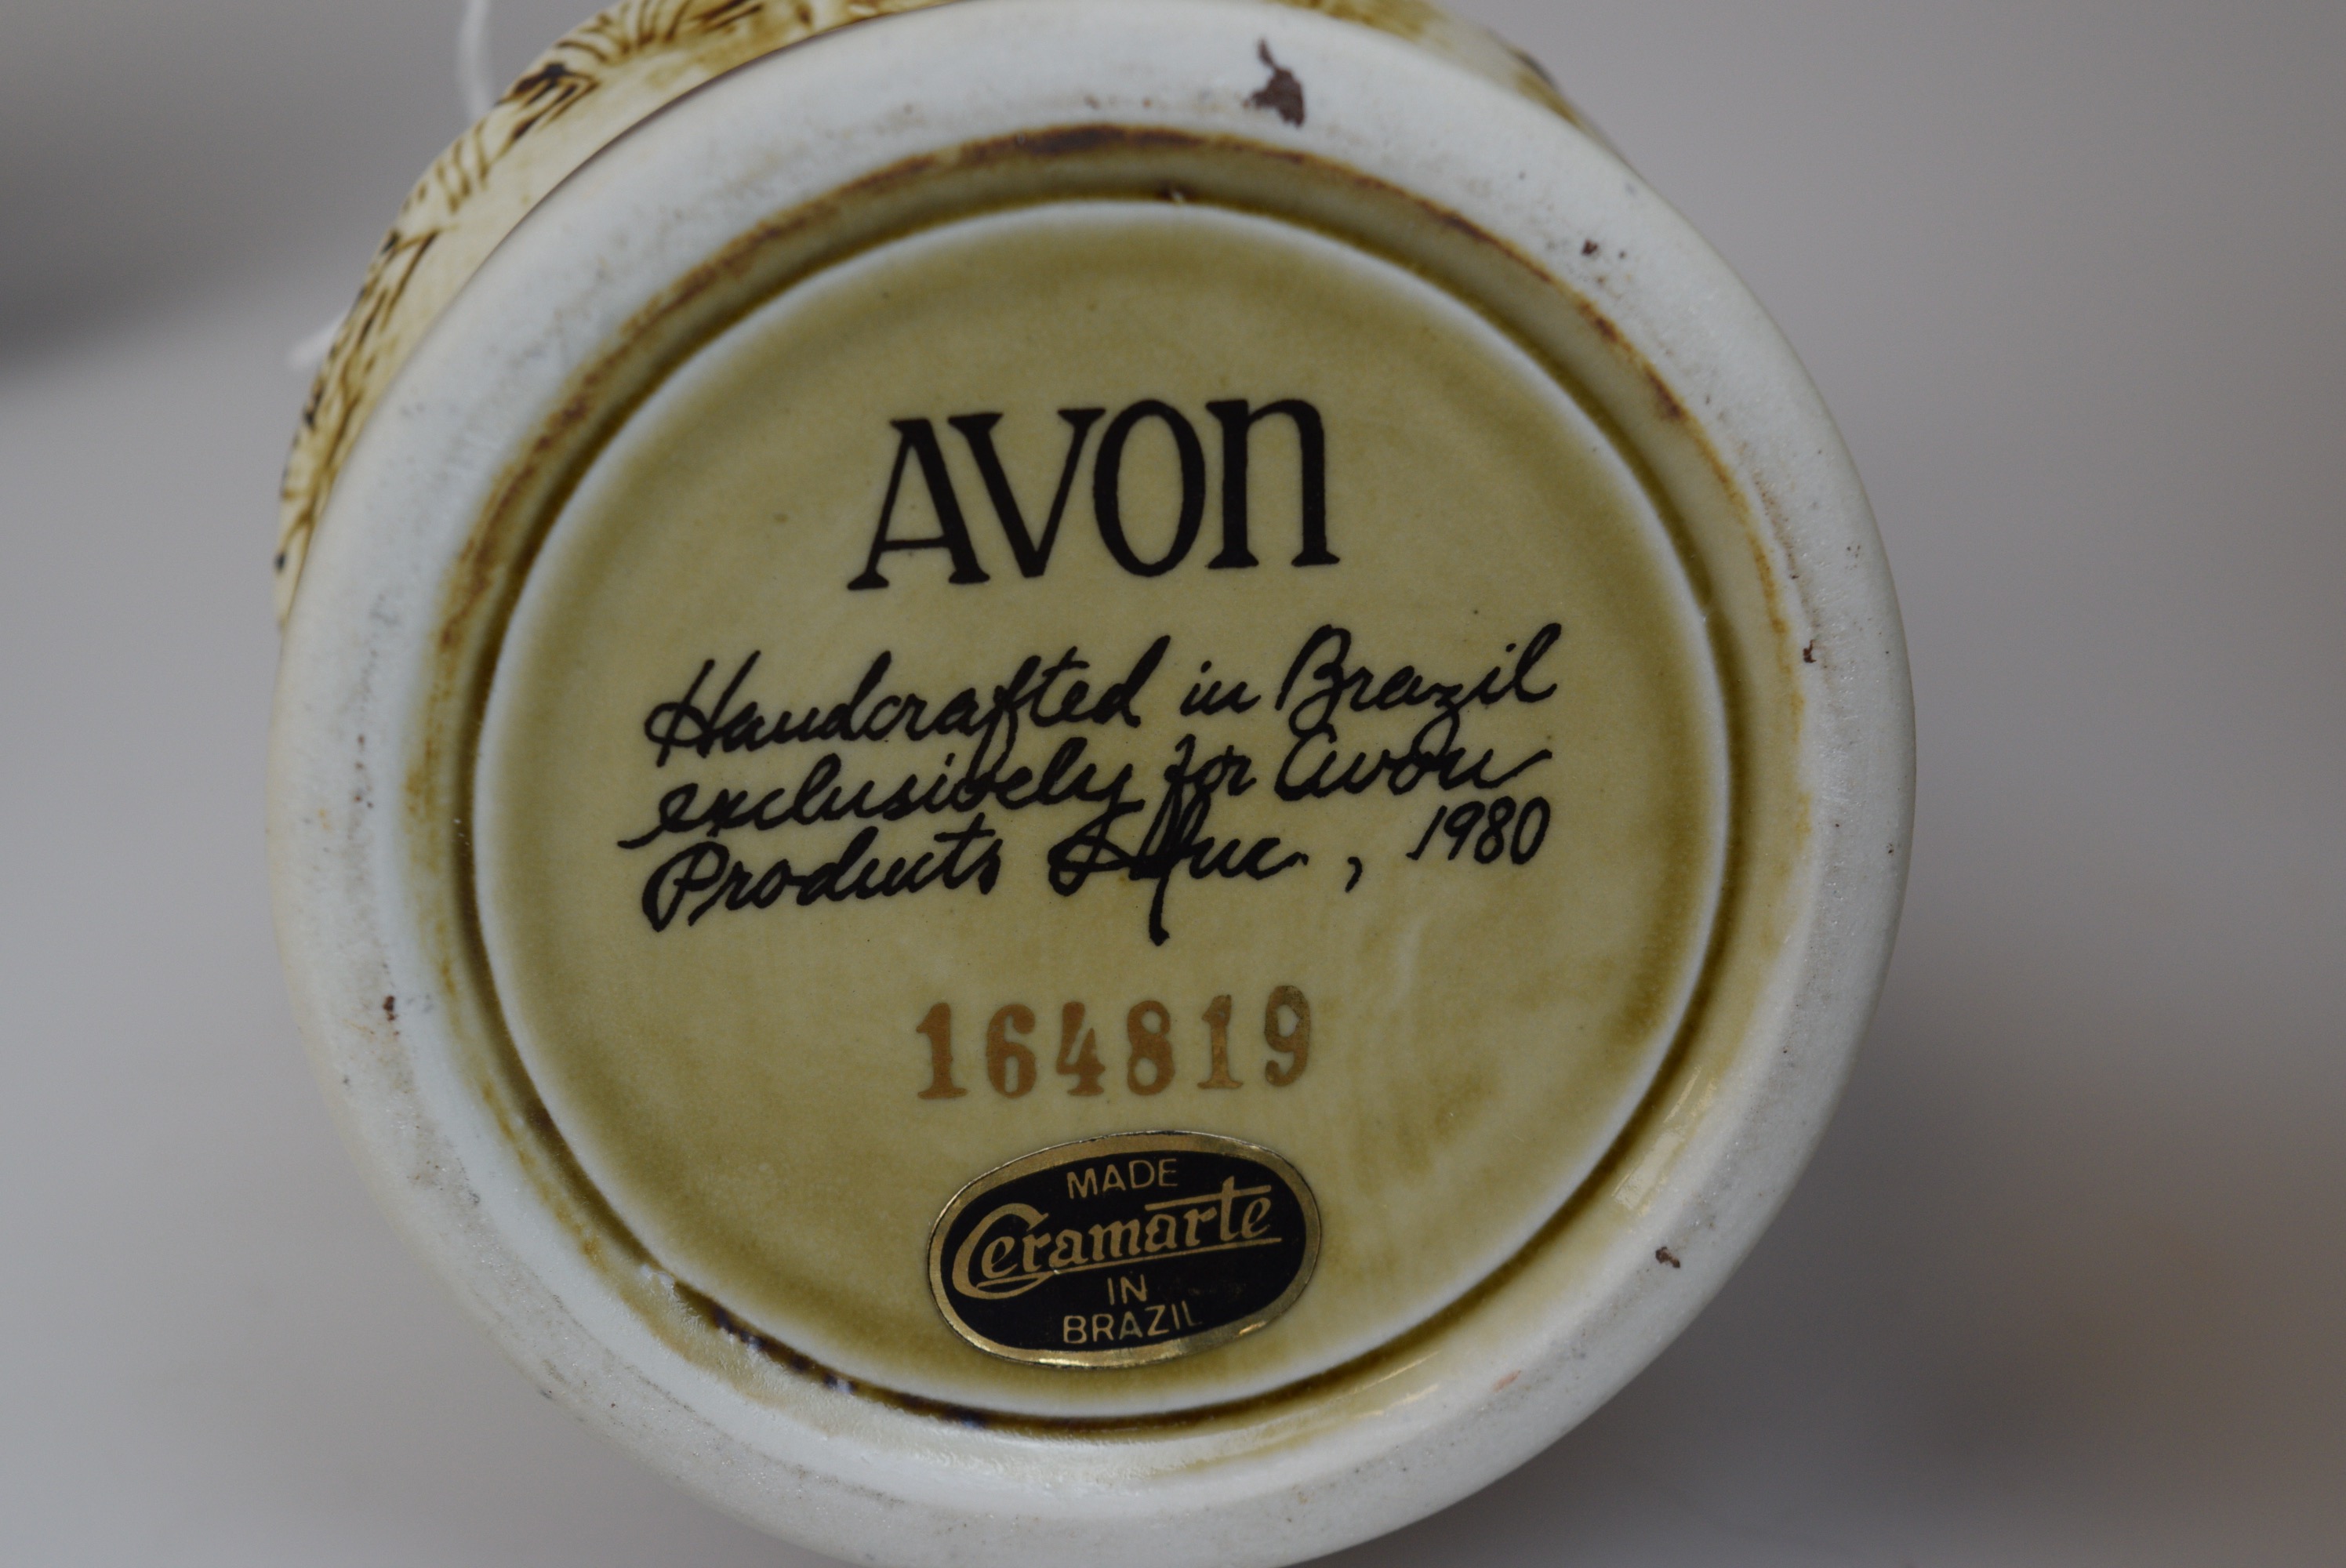 AVON
Handcrafted in Brazil
exclusively for Avon
Products Inc., 1980
164819
MADE
Ceramarte
IN
BRAZIL